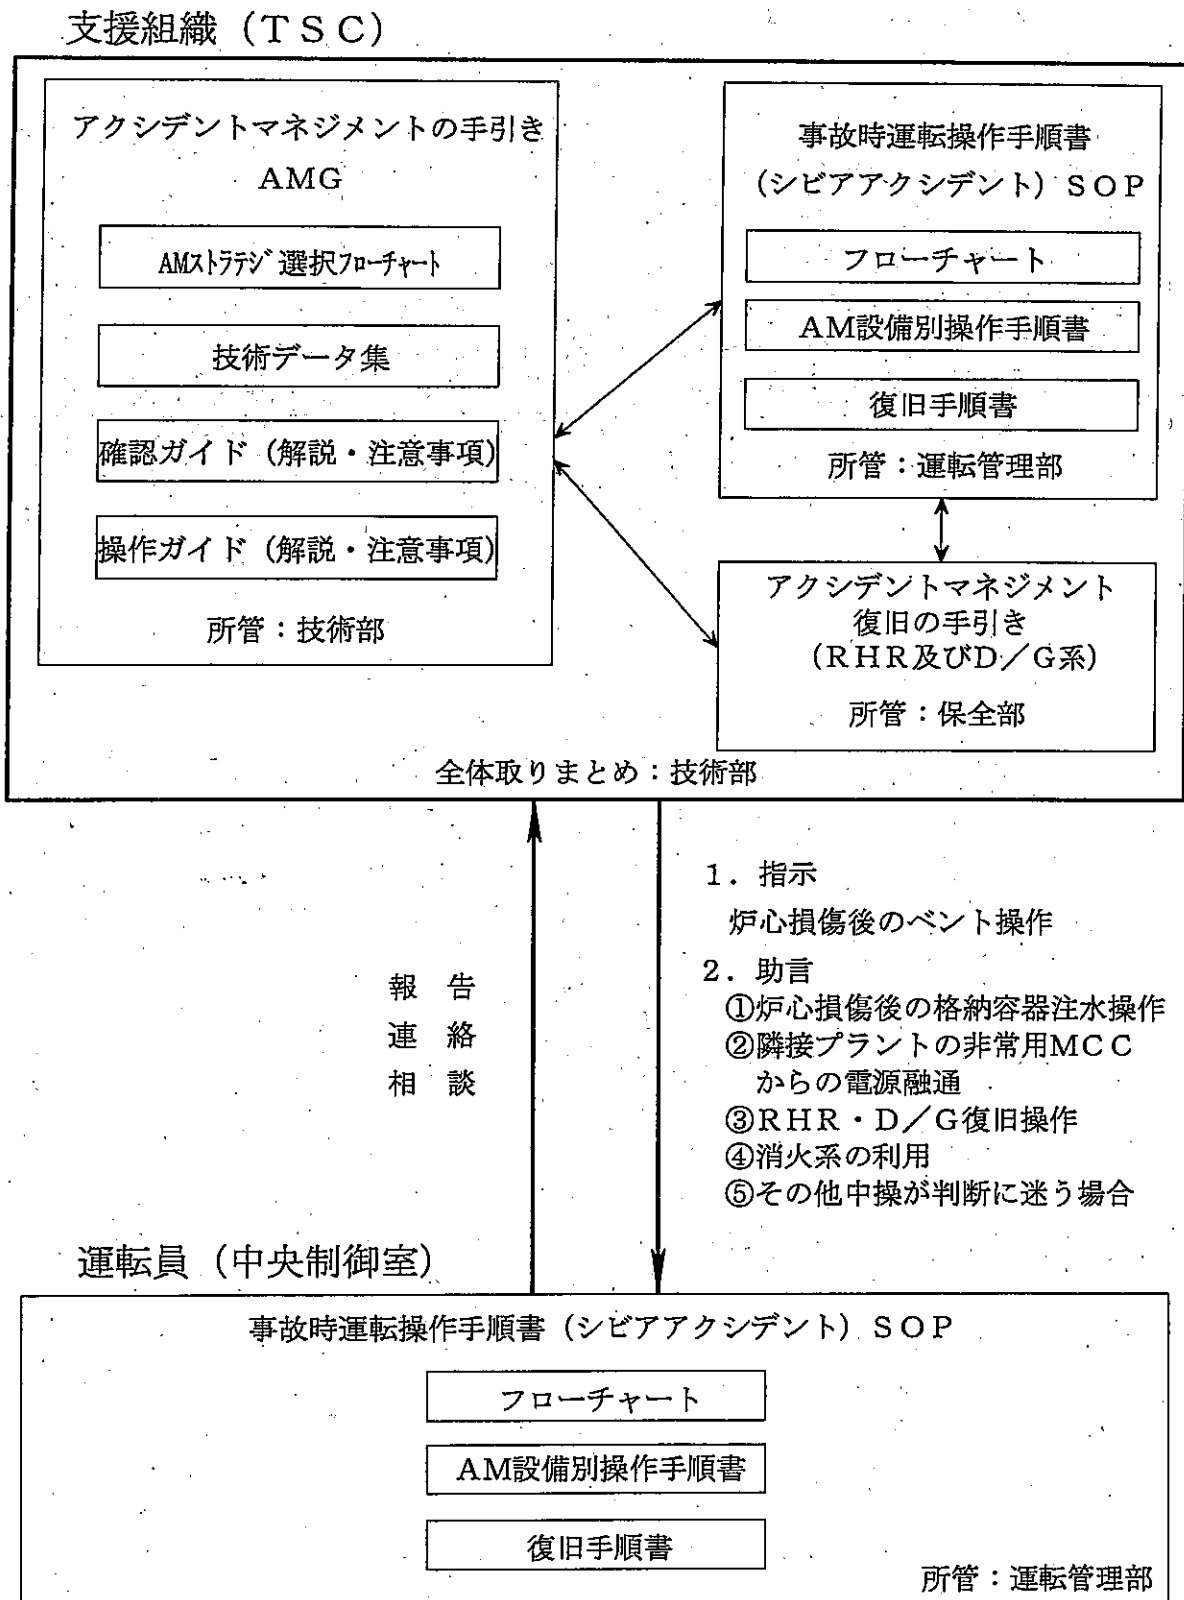 支援組織（ＴＳＣ）
アクシデントマネジメントの手引き
AMG
AMストラテジ選択フローチャート
技術データ集
確認ガイド（解説・注意事項）
操作ガイド（解説・注意事項）
所管：技術部
事故時運転操作手順書
（シビアアクシデント）ＳＯＰ
フローチャート
AM設備別操作手順書
復旧手順書
所管：運転管理部
アクシデントマネジメント
復旧の手引き
（ＲＨＲ及びＤ／Ｇ系）
所管：保全部
全体取りまとめ：技術部
報　告
連　絡
相　談
１．指示
炉心損傷後のベント操作
２．助言
①炉心損傷後の格納容器注水操作
②隣接プラントの非常用ＭＣＣ
からの電源融通
③ＲＨＲ・Ｄ／Ｇ復旧操作
④消火系の利用
⑤その他中操が判断に迷う場合
運転員（中央制御室）
事故時運転操作手順書（シビアアクシデント）ＳＯＰ
フローチャート
AM設備別操作手順書
復旧手順書
所管：運転管理部